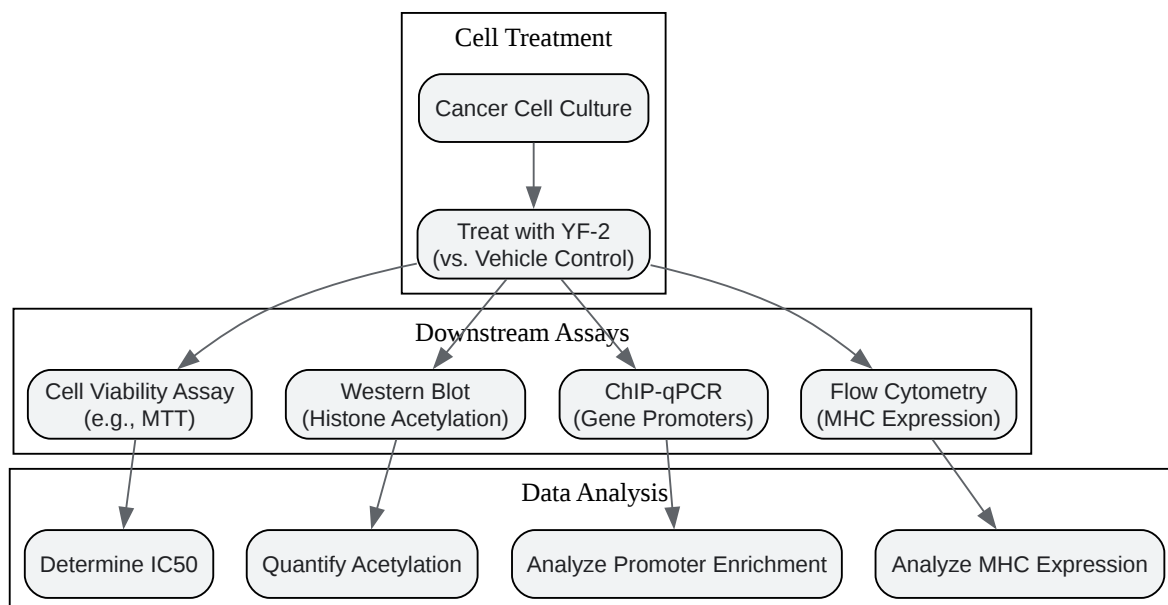 Cell Treatment
Cancer Cell Culture
Treat with YF-2
(vs. Vehicle Control)
Downstream Assays
Cell Viability Assay
(e.g., MTT)
Western Blot
(Histone Acetylation)
ChIP-qPCR
(Gene Promoters)
Flow Cytometry
(MHC Expression)
Data Analysis
Determine IC50
Quantify Acetylation
Analyze Promoter Enrichment
Analyze MHC Expression